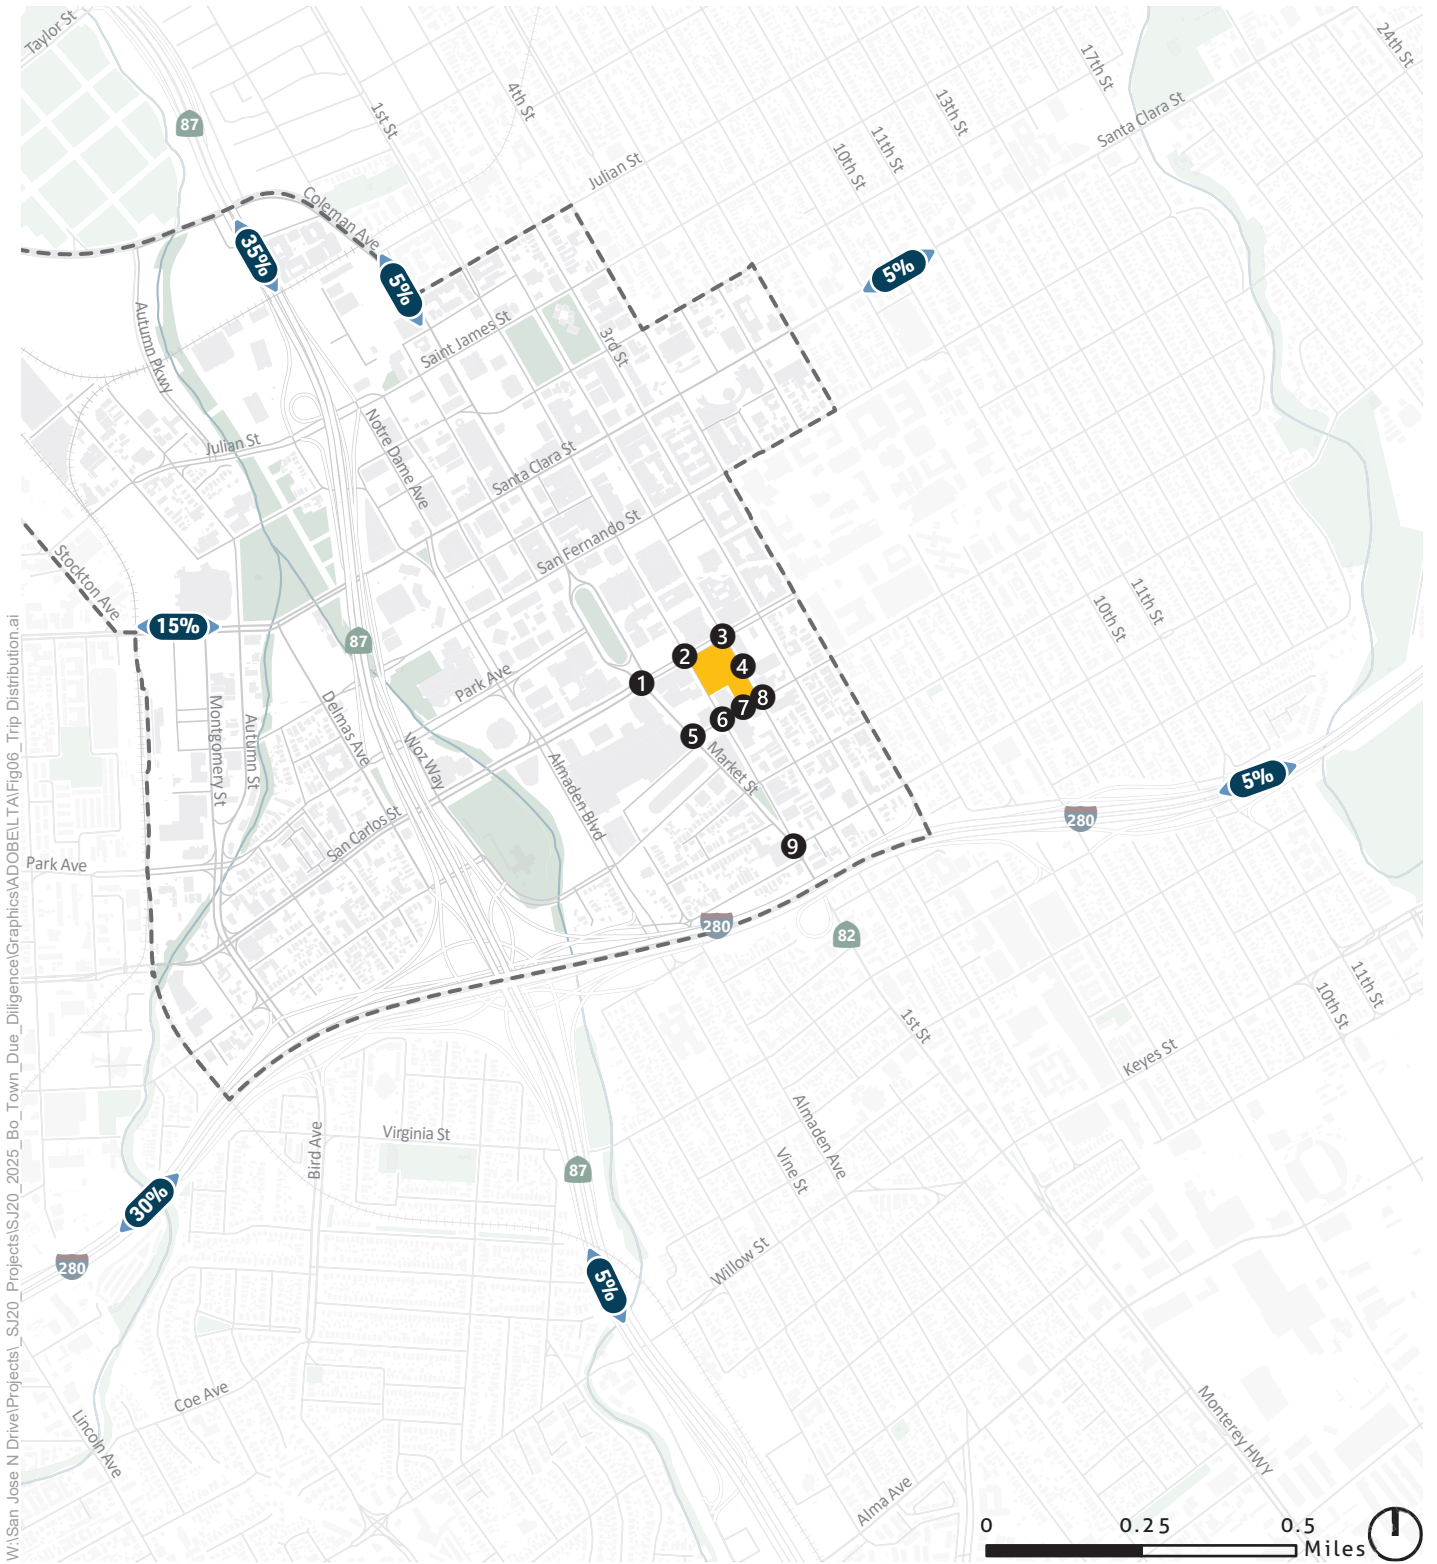 Taylor St
24th St
17th St
4th St
1st St
13th St
Santa Clara St
87
11th St
10th St
Julian St
Coleman Ave
35%
5%
5%
Autumn Pkwy
Saint James St
3rd St
Notre Dame Ave
Julian St
Santa Clara St
San Fernando St
Stockton Ave
11th St
10th St
15%
87
3
2
4
1
Park Ave
8
7
6
5
Montgomery St
Autumn St
Delmas Ave
Woz Way
Almaden Blvd
Market St
5%
280
San Carlos St
9
Park Ave
280
82
11th St
10th St
1st St
Keyes St
Almaden Ave
Virginia St
Bird Ave
Vine St
87
30%
280
Willow St
5%
Coe Ave
Lincoln Ave
Monterey HWY
Alma Ave
0 0.25 0.5
Miles
W:\San Jose N Drive\Projects\_SJ20_Projects\SJ20_2025_Bo_Town_Due_Diligence\Graphics\ADOBE\LTA\Fig06_Trip Distribution.ai